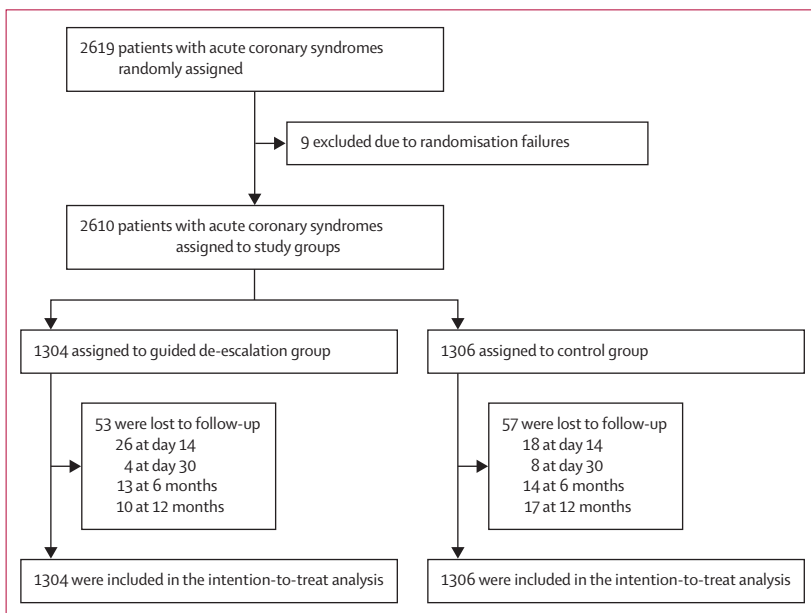 2619 patients with acute coronary syndromes
randomly assigned
9 excluded due to randomisation failures
2610 patients with acute coronary syndromes
assigned to study groups
1304 assigned to guided de-escalation group
1306 assigned to control group
53 were lost to follow-up
26 at day 14
4 at day 30
13 at 6 months
10 at 12 months
57 were lost to follow-up
18 at day 14
8 at day 30
14 at 6 months
17 at 12 months
1304 were included in the intention-to-treat analysis
1306 were included in the intention-to-treat analysis